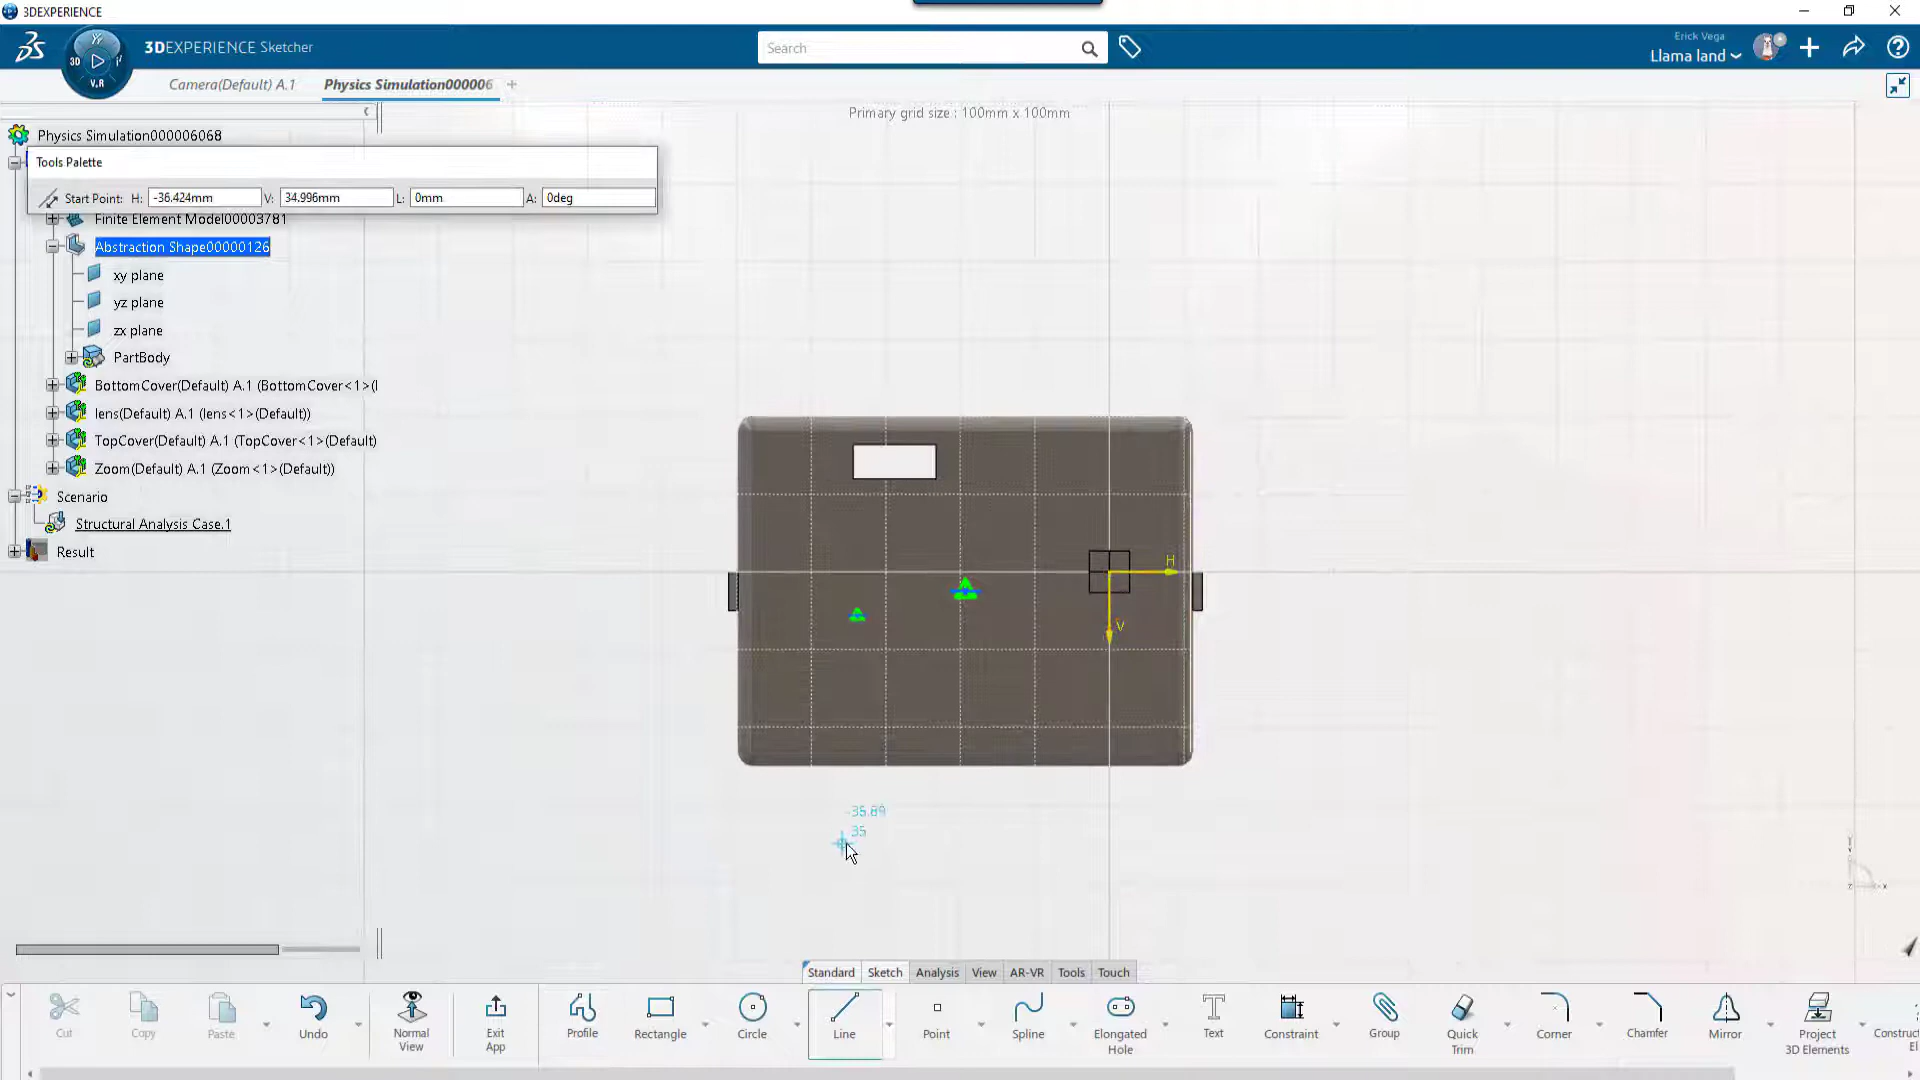 3DEXPERIENCE
3D
V.R
3DEXPERIENCE Sketcher
Search
Erick Vega
Llama land
Camera(Default) A.1
Physics Simulation000006
Primary grid size : 100mm x 100mm
Physics Simulation000006068
Tools Palette
Start Point: H: -36.424mm V: 34.996mm L: 0mm A: 0deg
Finite Element Model00003781
Abstraction Shape00000126
xy plane
yz plane
zx plane
PartBody
BottomCover(Default) A.1 (BottomCover<1>(I
lens(Default) A.1 (lens<1>(Default))
TopCover(Default) A.1 (TopCover<1>(Default)
Zoom(Default) A.1 (Zoom<1>(Default))
Scenario
Structural Analysis Case.1
Result
H
V
-35.89
35
Standard Sketch Analysis View AR-VR Tools Touch
Cut
Copy
Paste
Undo
Normal View
Exit App
Profile
Rectangle
Circle
Line
Point
Spline
Elongated Hole
Text
Constraint
Group
Quick Trim
Corner
Chamfer
Mirror
Project 3D Elements
Construc El